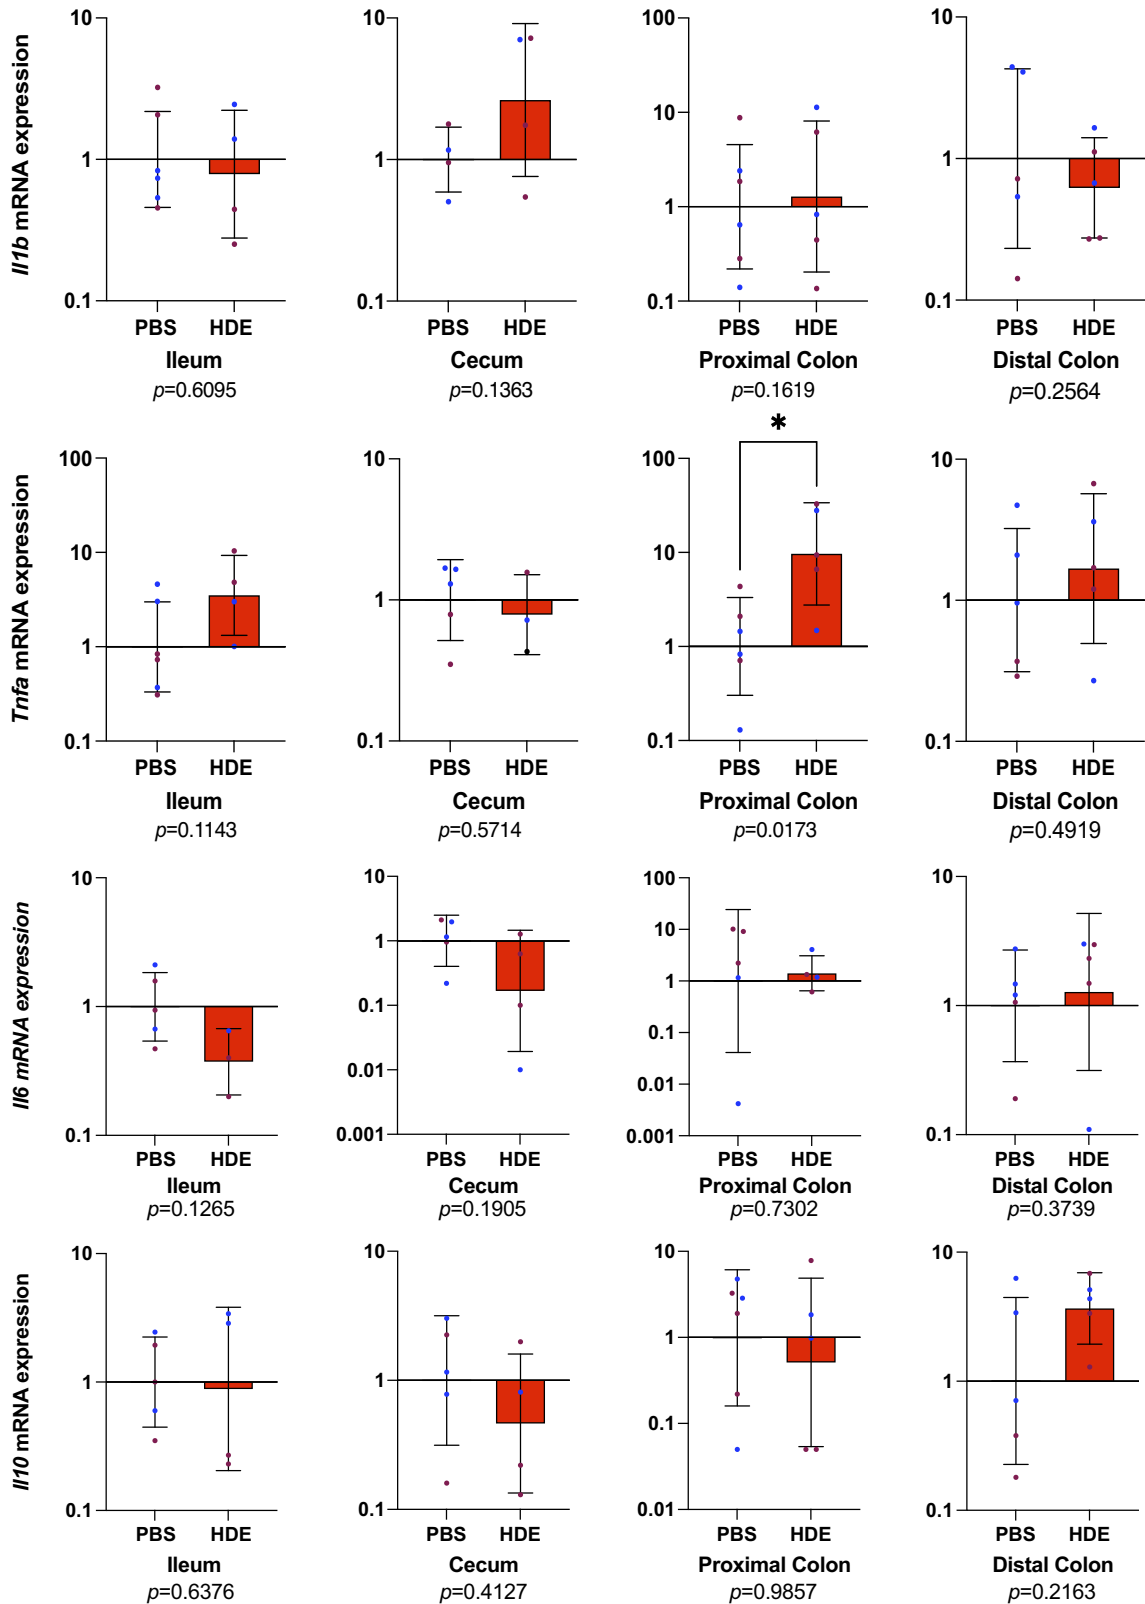 Il1b mRNA expression
10
1
0.1
PBS HDE
Ileum
p=0.6095
10
1
0.1
PBS HDE
Cecum
p=0.1363
100
10
1
0.1
PBS HDE
Proximal Colon
p=0.1619
10
1
0.1
PBS HDE
Distal Colon
p=0.2564
Tnfa mRNA expression
100
10
1
0.1
PBS HDE
Ileum
p=0.1143
10
1
0.1
PBS HDE
Cecum
p=0.5714
100
10
1
0.1
*
PBS HDE
Proximal Colon
p=0.0173
10
1
0.1
PBS HDE
Distal Colon
p=0.4919
Il6 mRNA expression
10
1
0.1
PBS HDE
Ileum
p=0.1265
10
1
0.1
0.01
0.001
PBS HDE
Cecum
p=0.1905
100
10
1
0.1
0.01
0.001
PBS HDE
Proximal Colon
p=0.7302
10
1
0.1
PBS HDE
Distal Colon
p=0.3739
Il10 mRNA expression
10
1
0.1
PBS HDE
Ileum
p=0.6376
10
1
0.1
PBS HDE
Cecum
p=0.4127
10
1
0.1
0.01
PBS HDE
Proximal Colon
p=0.9857
10
1
0.1
PBS HDE
Distal Colon
p=0.2163